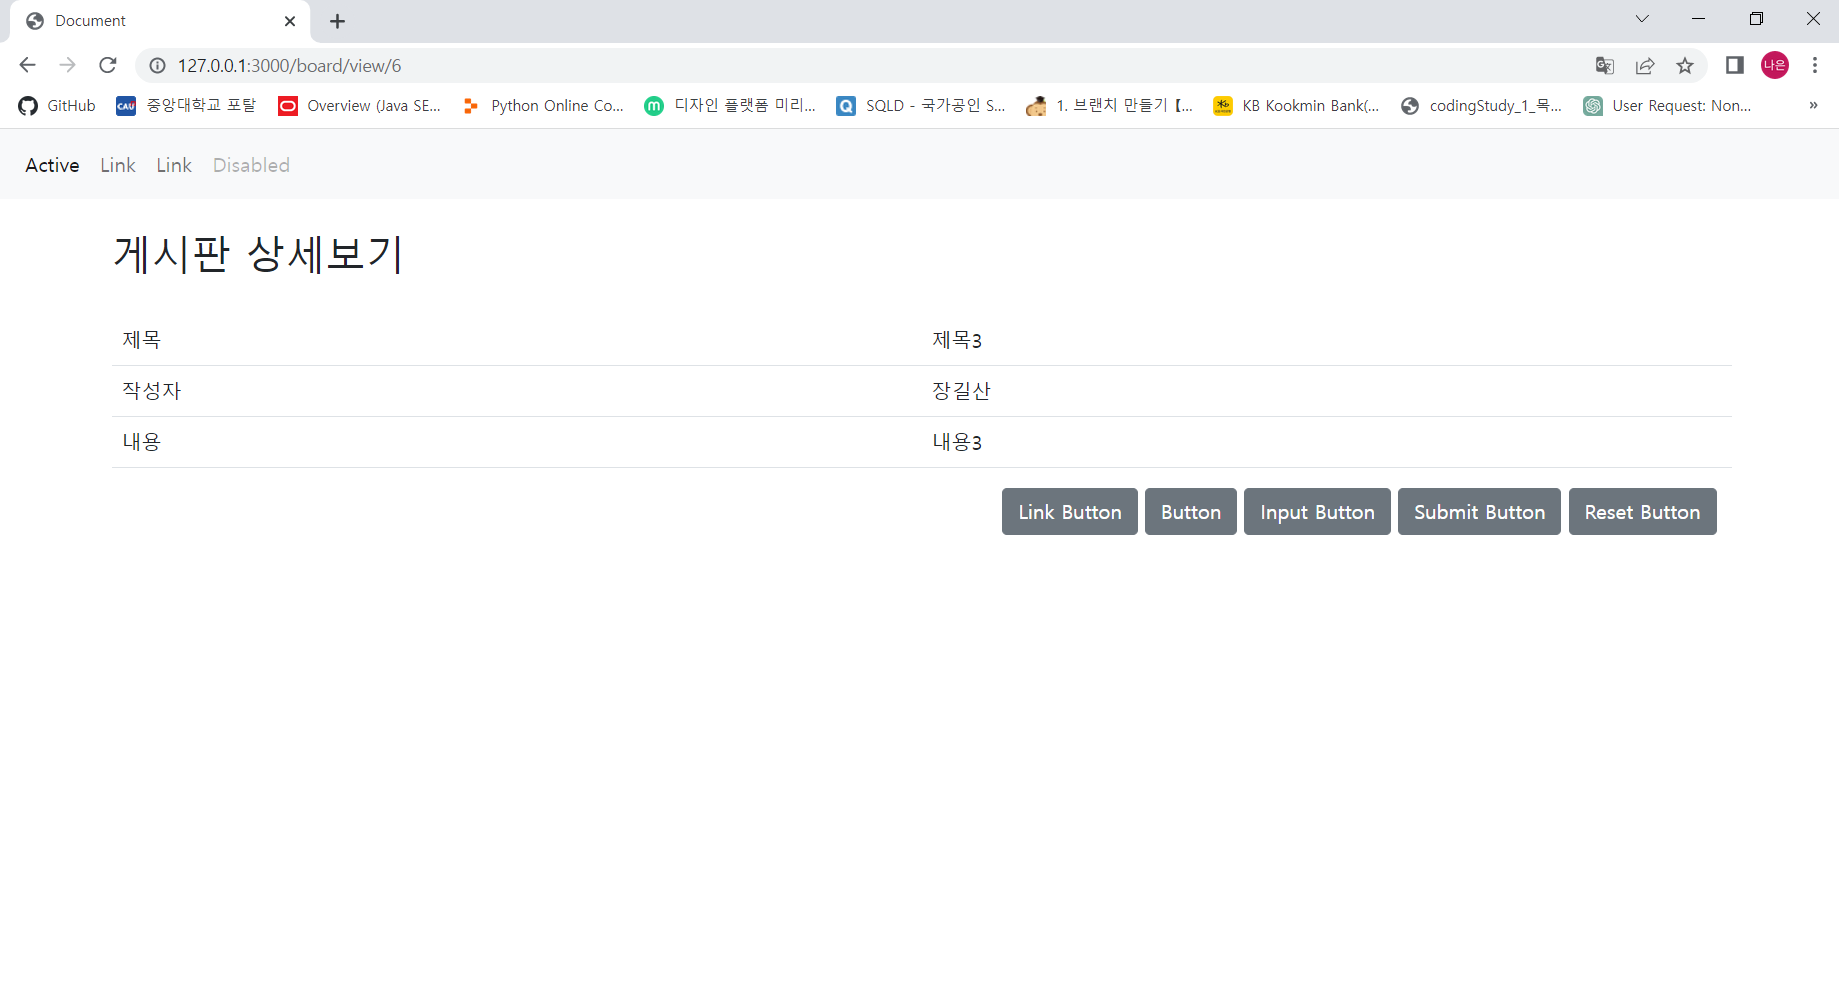 Document
127.0.0.1:3000/board/view/6
나은
GitHub CAU 중앙대학교 포탈 Overview (Java SE... Python Online Co... m 디자인 플랫폼 미리... Q SQLD - 국가공인 S... 1. 브랜치 만들기 【... KB Kookmin Bank(... codingStudy_1_목... User Request: Non... »
Active Link Link Disabled
게시판 상세보기
제목 제목3
작성자 장길산
내용 내용3
Link Button Button Input Button Submit Button Reset Button